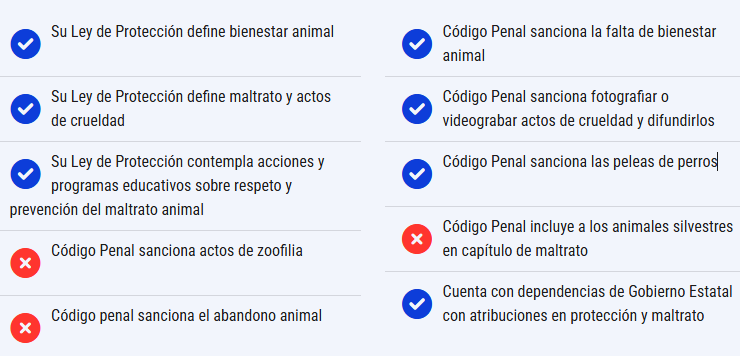 Su Ley de Protección define bienestar animal
Su Ley de Protección define maltrato y actos
de crueldad
Su Ley de Protección contempla acciones y
programas educativos sobre respeto y
prevención del maltrato animal
Código Penal sanciona actos de zoofilia
Código penal sanciona el abandono animal
Código Penal sanciona la falta de bienestar
animal
Código Penal sanciona fotografiar o
videograbar actos de crueldad y difundirlos
Código Penal sanciona las peleas de perros
Código Penal incluye a los animales silvestres
en capítulo de maltrato
Cuenta con dependencias de Gobierno Estatal
con atribuciones en protección y maltrato